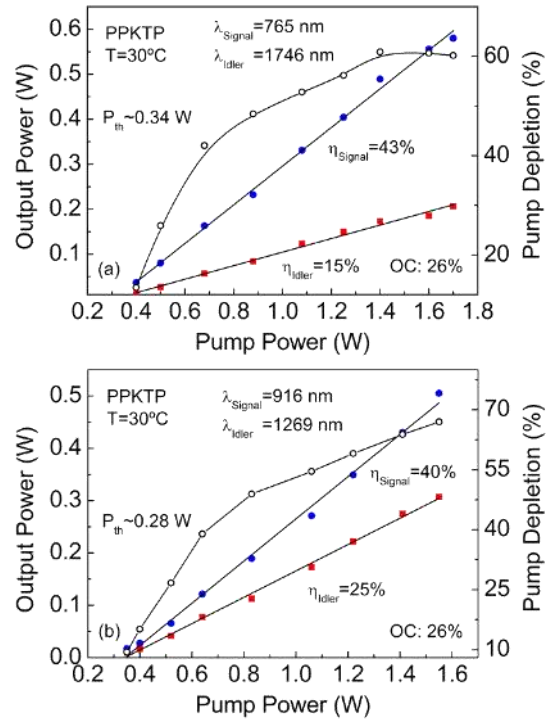 PPKTP
T=30ºC
λSignal=765 nm
λIdler =1746 nm
Pth~0.34 W
ηSignal=43%
ηIdler=15%
OC: 26%
(a)
Output Power (W)
0.6
0.5
0.4
0.3
0.2
0.1
Pump Depletion (%)
60
40
20
0.2 0.4 0.6 0.8 1.0 1.2 1.4 1.6 1.8
Pump Power (W)
PPKTP
T=30ºC
λSignal=916 nm
λIdler =1269 nm
Pth~0.28 W
ηSignal=40%
ηIdler=25%
OC: 26%
(b)
Output Power (W)
0.5
0.4
0.3
0.2
0.1
0.0
Pump Depletion (%)
70
55
40
25
10
0.2 0.4 0.6 0.8 1.0 1.2 1.4 1.6
Pump Power (W)